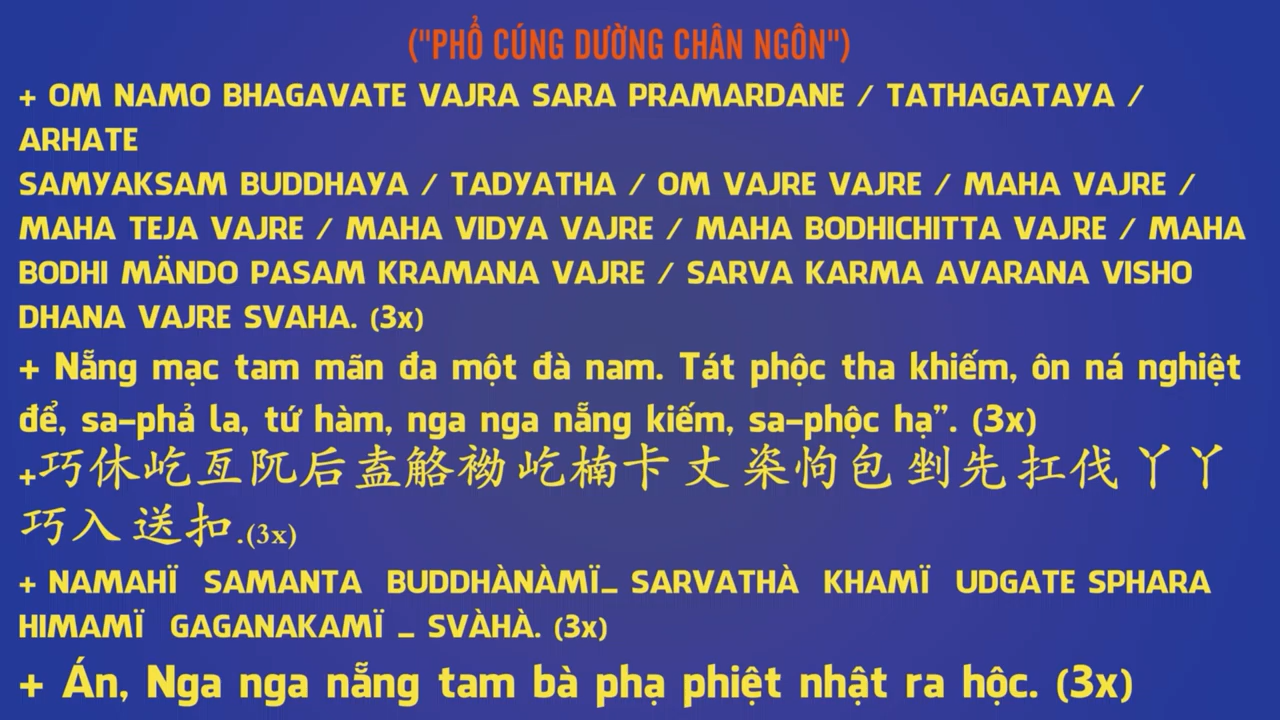 ("PHỔ CÚNG DƯỜNG CHÂN NGÔN")
+ OM NAMO BHAGAVATE VAJRA SARA PRAMARDANE / TATHAGATAYA /
ARHATE
SAMYAKSAM BUDDHAYA / TADYATHA / OM VAJRE VAJRE / MAHA VAJRE /
MAHA TEJA VAJRE / MAHA VIDYA VAJRE / MAHA BODHICHITTA VAJRE / MAHA
BODHI MÄNDO PASAM KRAMANA VAJRE / SARVA KARMA AVARANA VISHO
DHANA VAJRE SVAHA. (3x)
+ Nẵng mạc tam mãn đa một đà nam. Tát phộc tha khiếm, ôn ná nghiệt
để, sa-phả la, tứ hàm, nga nga nẵng kiếm, sa-phộc hạ”. (3x)
+巧休屹亙阢后盍觡袎屹楠卡丈姿怐包剉先扛伐丫丫
巧入送扣.(3x)
+ NAMAHÏ SAMANTA BUDDHÀNÀMÏ_ SARVATHÀ KHAMÏ UDGATE SPHARA
HIMAMÏ GAGANAKAMÏ _ SVÀHÀ. (3x)
+ Án, Nga nga nẵng tam bà phạ phiệt nhật ra hộc. (3x)